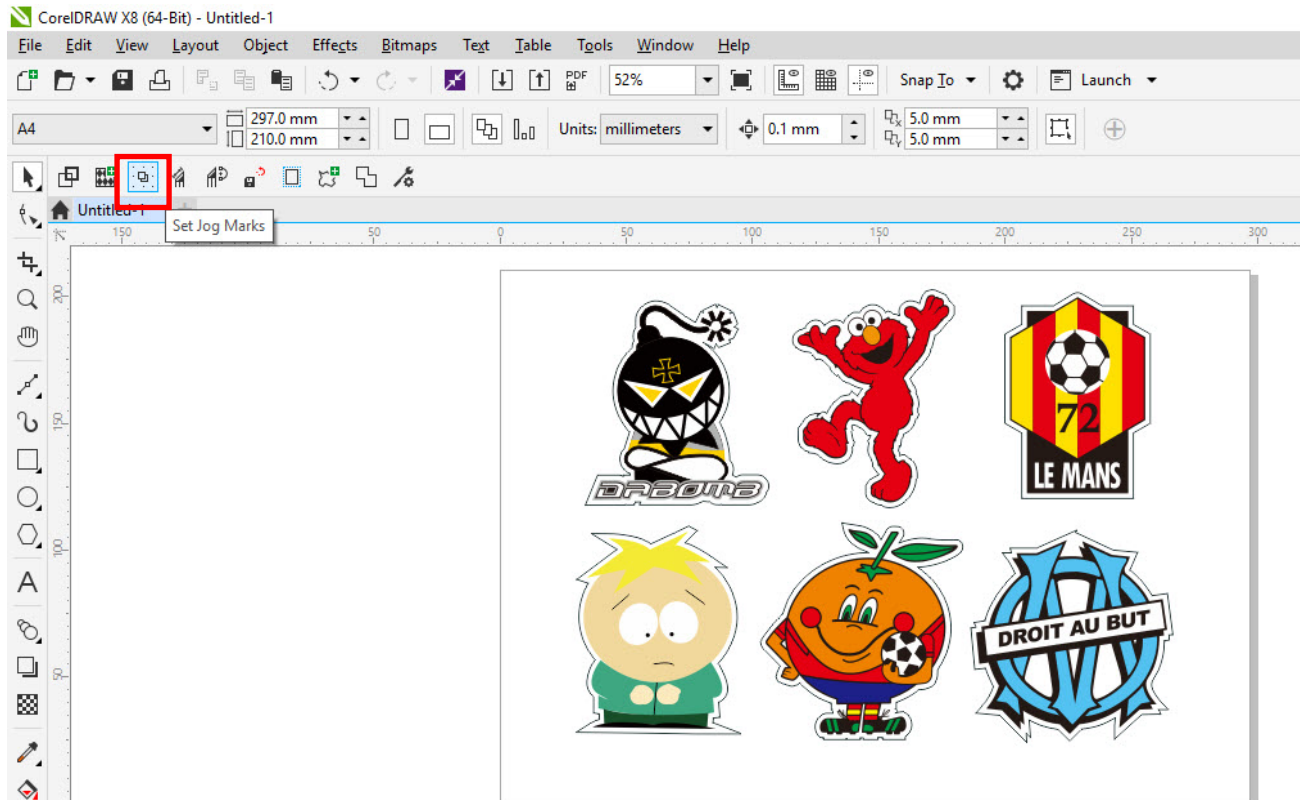 CorelDRAW X8 (64-Bit) - Untitled-1
File Edit View Layout Object Effects Bitmaps Text Table Tools Window Help
PDF 52% Snap To Launch
A4 297.0 mm 210.0 mm Units: millimeters 0.1 mm 5.0 mm 5.0 mm
Untitled-1
Set Jog Marks
150 50 0 50 100 150 200 250 300
200
150
100
50
72
LE MANS
DABOMB
DROIT AU BUT